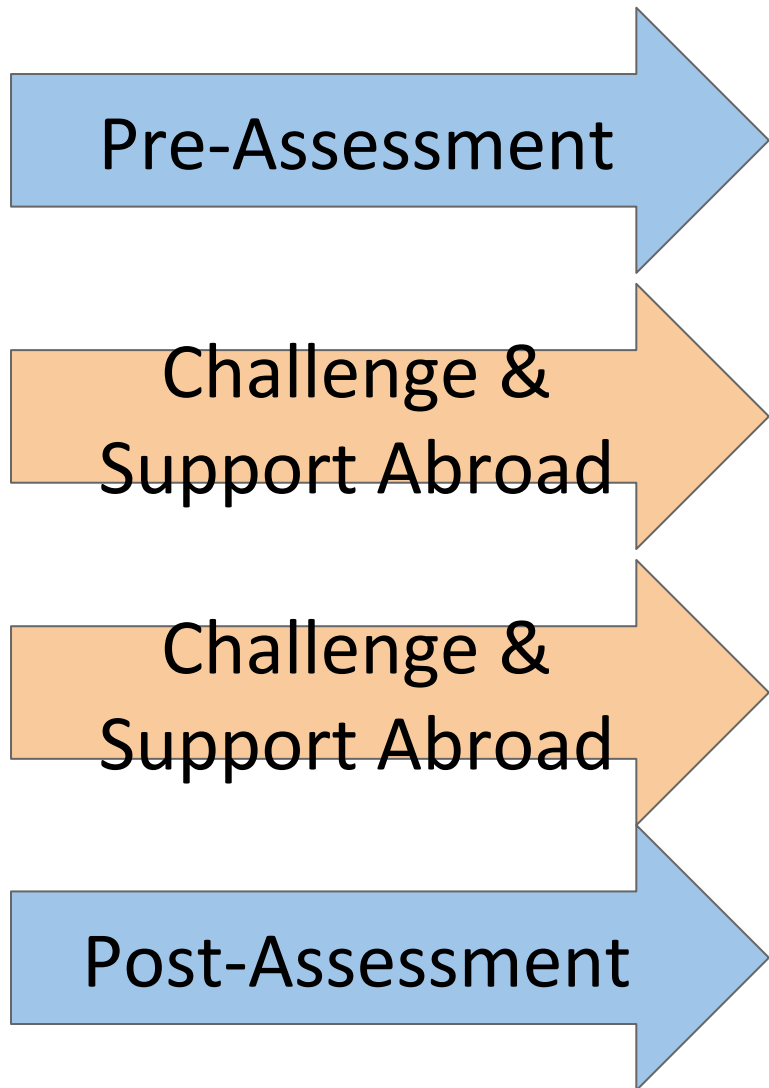 Pre-Assessment
Challenge &
Support Abroad
Challenge &
Support Abroad
Post-Assessment